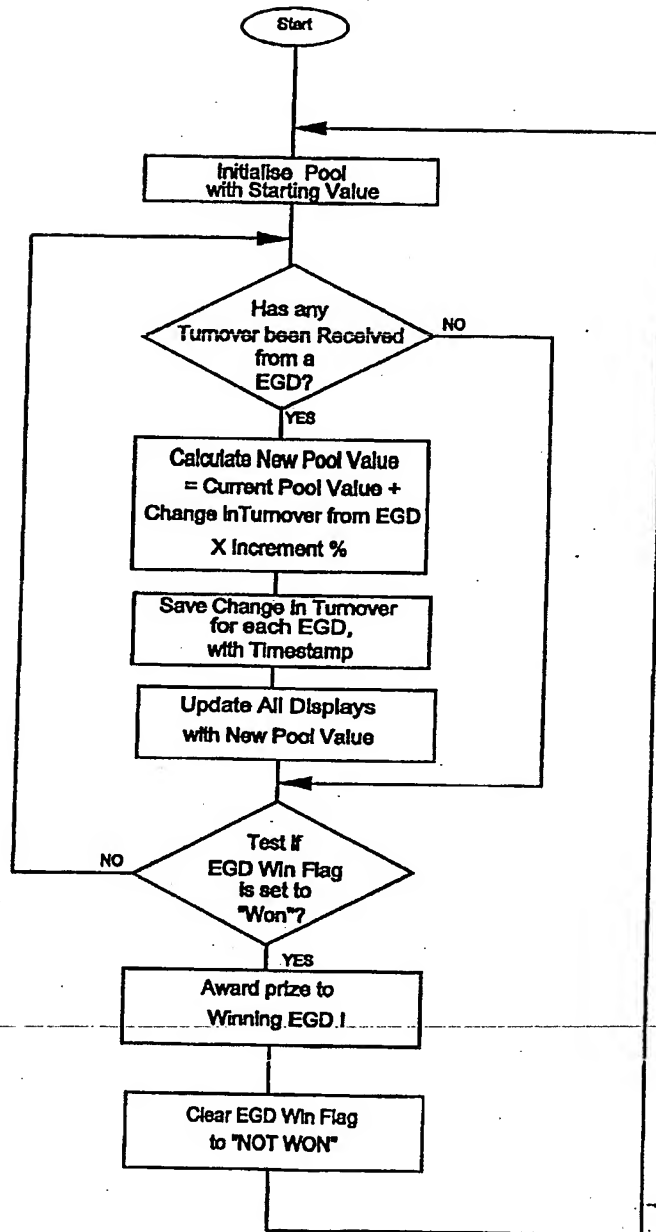 Start
Initialise Pool
with Starting Value
Has any
Turnover been Received
from a
EGD?
NO
YES
Calculate New Pool Value
= Current Pool Value +
Change InTurnover from EGD
X Increment %
Save Change In Turnover
for each EGD,
with Timestamp
Update All Displays
with New Pool Value
Test If
EGD Win Flag
is set to
"Won"?
NO
YES
Award prize to
Winning EGD I
Clear EGD Win Flag
to "NOT WON"